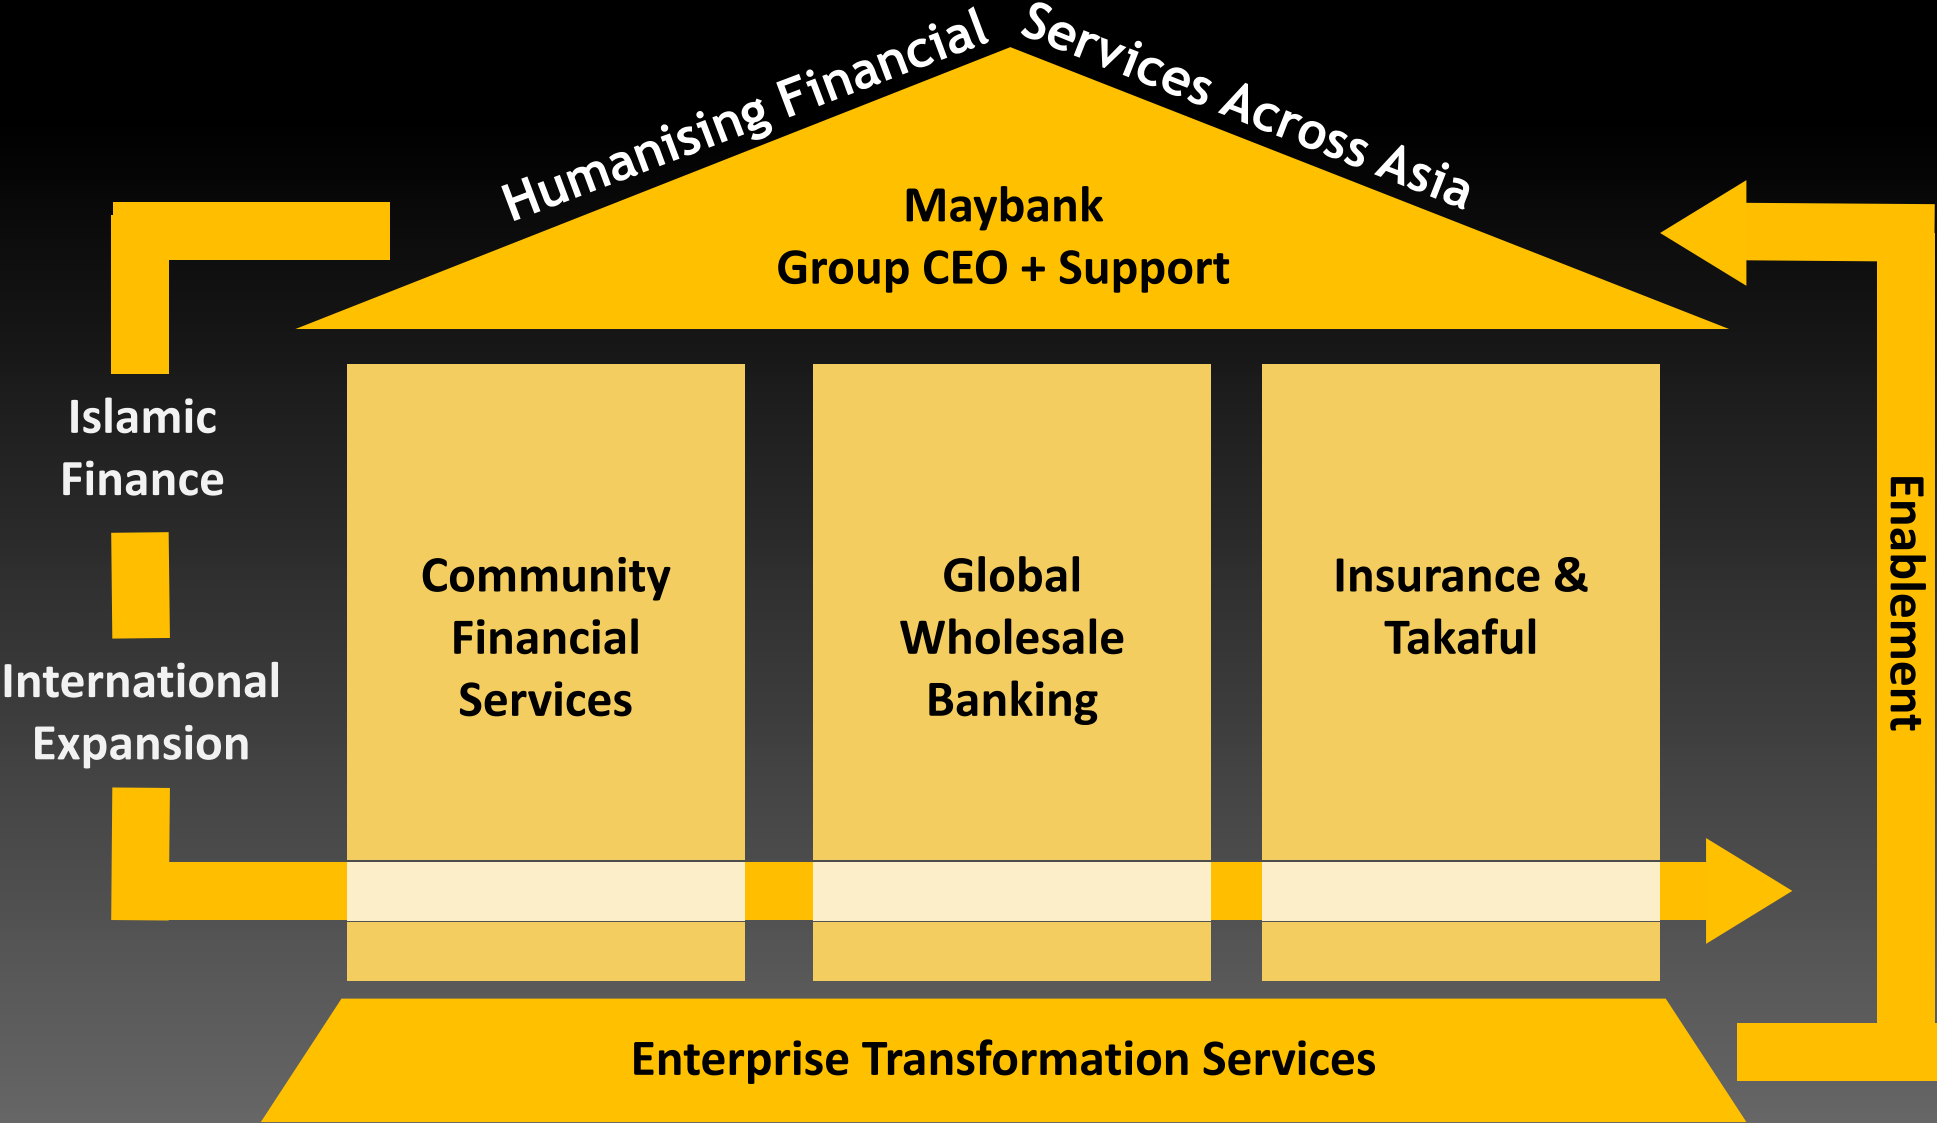 Humanising Financial Services Across Asia
Maybank
Group CEO + Support
Islamic
Finance
International
Expansion
Community
Financial
Services
Global
Wholesale
Banking
Insurance &
Takaful
Enablement
Enterprise Transformation Services